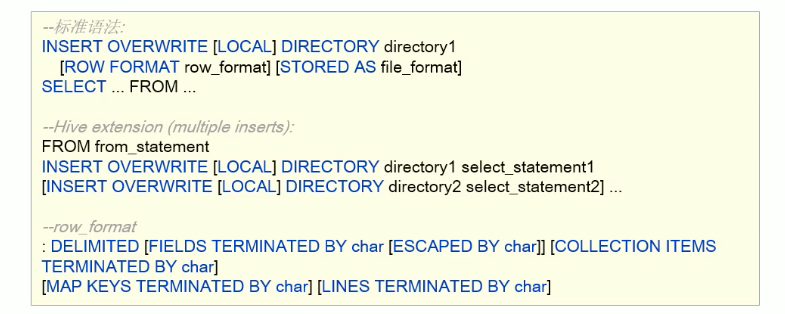 --标准语法:
INSERT OVERWRITE [LOCAL] DIRECTORY directory1
[ROW FORMAT row_format] [STORED AS file_format]
SELECT ... FROM ...
--Hive extension (multiple inserts):
FROM from_statement
INSERT OVERWRITE [LOCAL] DIRECTORY directory1 select_statement1
[INSERT OVERWRITE [LOCAL] DIRECTORY directory2 select_statement2] ...
--row_format
: DELIMITED [FIELDS TERMINATED BY char [ESCAPED BY char]] [COLLECTION ITEMS
TERMINATED BY char]
[MAP KEYS TERMINATED BY char] [LINES TERMINATED BY char]